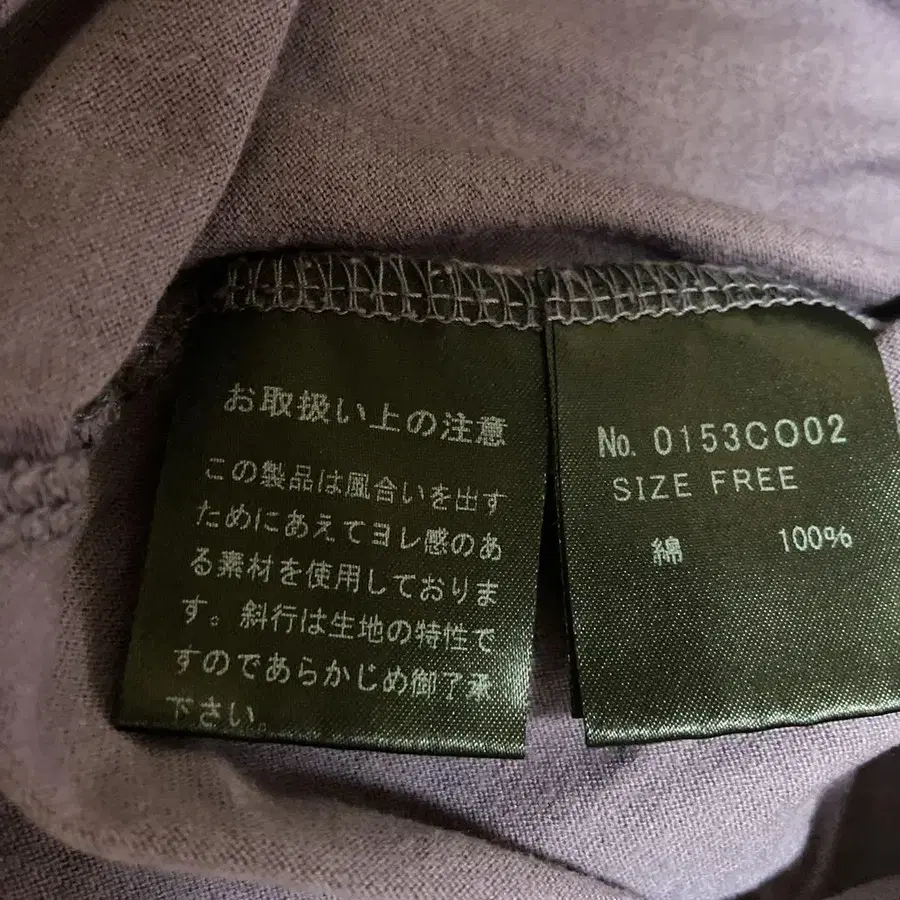 お取扱い上の注意
この製品は風合いを出す
ためにあえてヨレ感のあ
る素材を使用しておりま
す。斜行は生地の特性で
すのであらかじめ御了承
下さい。
No. 0153CO02
SIZE FREE
綿 100%